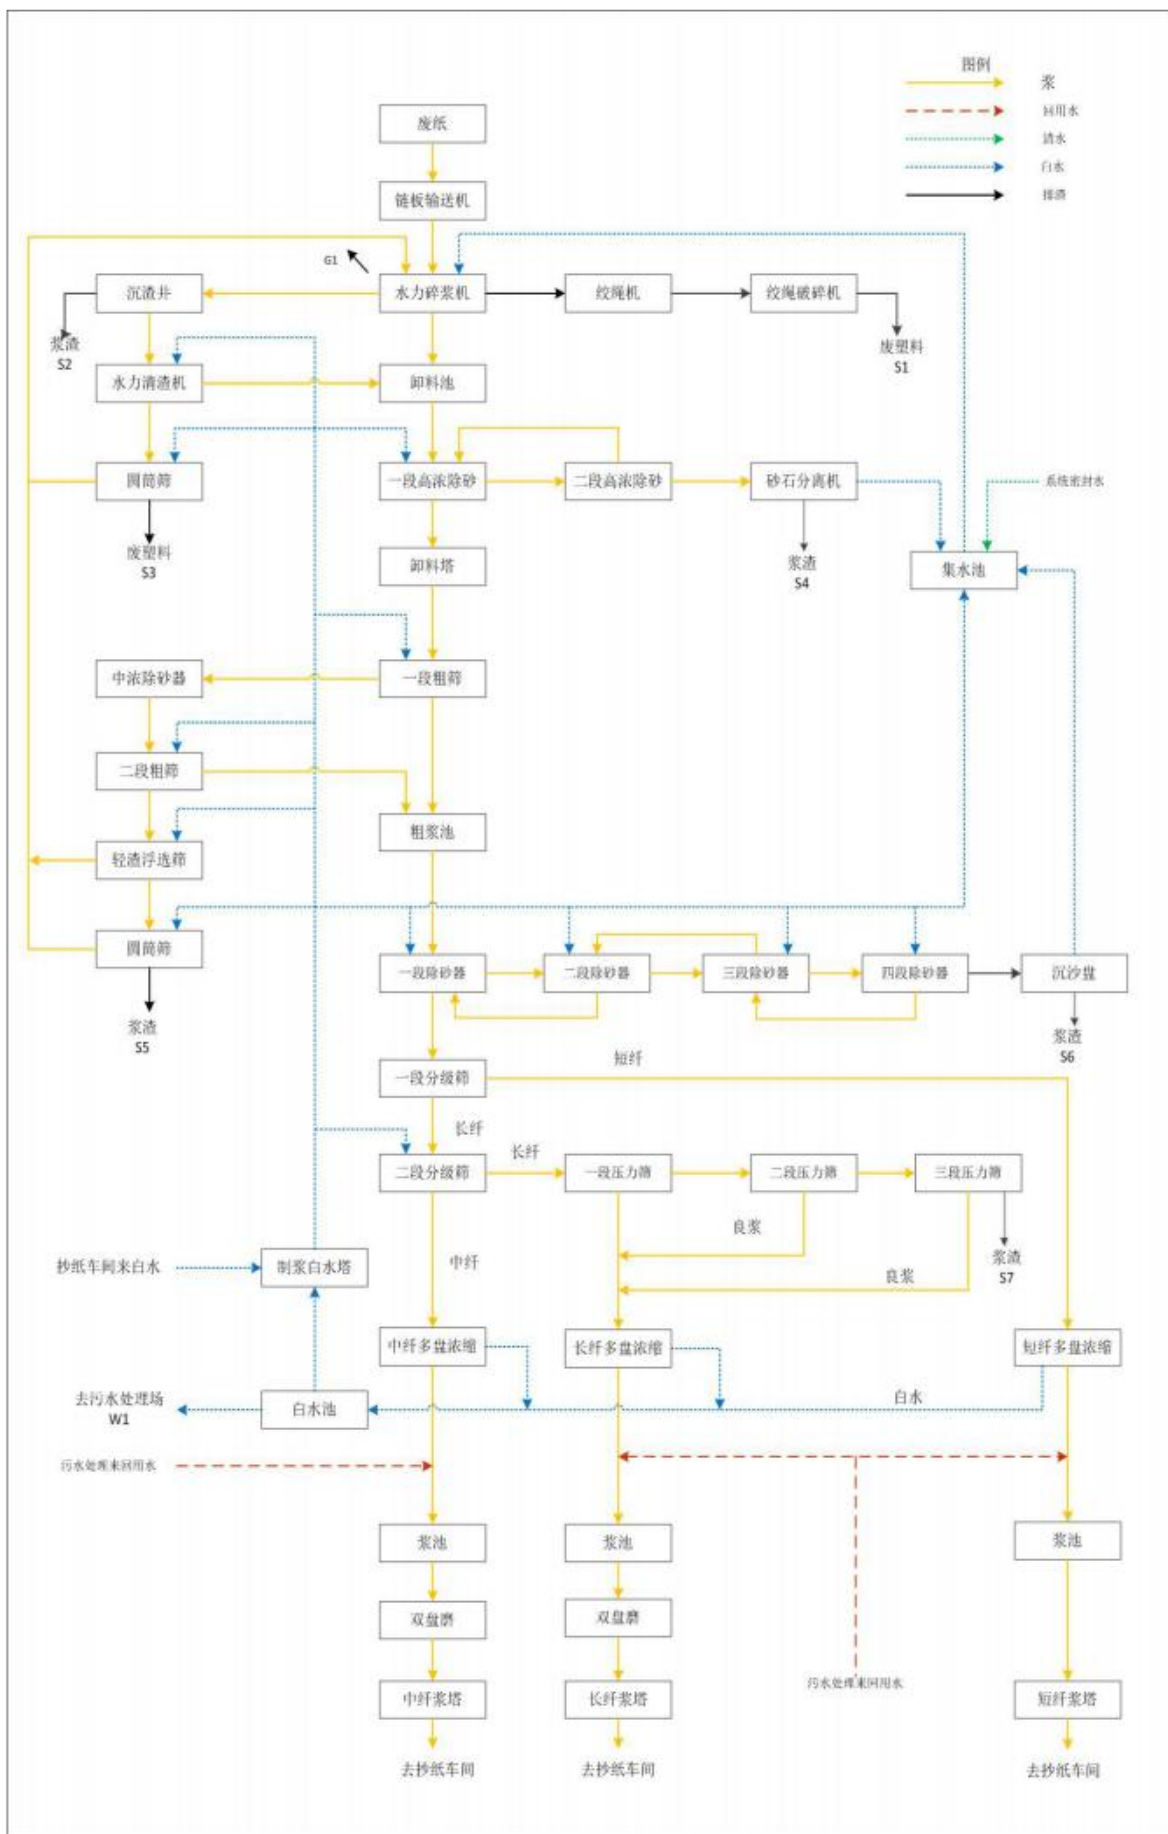 图例
浆
回用水
清水
白水
排渣
废纸
链板输送机
G1
沉渣井
水力碎浆机
绞绳机
绞绳破碎机
浆渣
S2
废塑料
S1
水力清渣机
卸料池
圆筒筛
一段高浓除砂
二段高浓除砂
砂石分离机
系统密封水
废塑料
S3
卸料塔
浆渣
S4
集水池
中浓除砂器
一段粗筛
二段粗筛
粗浆池
轻渣浮选筛
圆筒筛
一段除砂器
二段除砂器
三段除砂器
四段除砂器
沉沙盘
浆渣
S5
浆渣
S6
短纤
一段分级筛
长纤
长纤
二段分级筛
一段压力筛
二段压力筛
三段压力筛
良浆
中纤
抄纸车间来白水
制浆白水塔
良浆
浆渣
S7
中纤多盘浓缩
长纤多盘浓缩
短纤多盘浓缩
去污水处理场
W1
白水池
白水
污水处理来回用水
浆池
浆池
浆池
双盘磨
双盘磨
污水处理来回用水
中纤浆塔
长纤浆塔
短纤浆塔
去抄纸车间
去抄纸车间
去抄纸车间